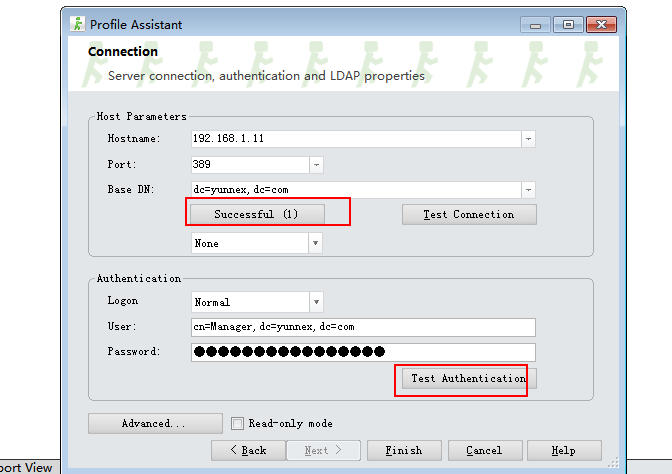 Profile Assistant
Connection
Server connection, authentication and LDAP properties
Host Parameters
Hostname: 192.168.1.11
Port: 389
Base DN: dc=yunnex,dc=com
Successful (1) Test Connection
None
Authentication
Logon Normal
User: cn=Manager,dc=yunnex,dc=com
Password: ●●●●●●●●●●●●●●●●
Test Authentication
Advanced... Read-only mode
< Back Next > Finish Cancel Help
port View